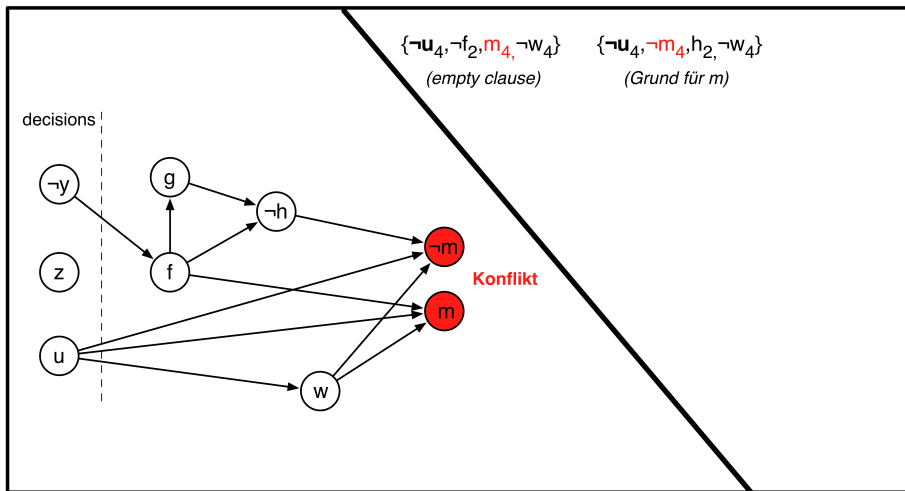 {¬u₄,¬f₂,m₄,¬w₄} {¬u₄,¬m₄,h₂,¬w₄}
(empty clause) (Grund für m)
decisions
¬y
g
¬h
¬m
z
f
Konflikt
m
u
w